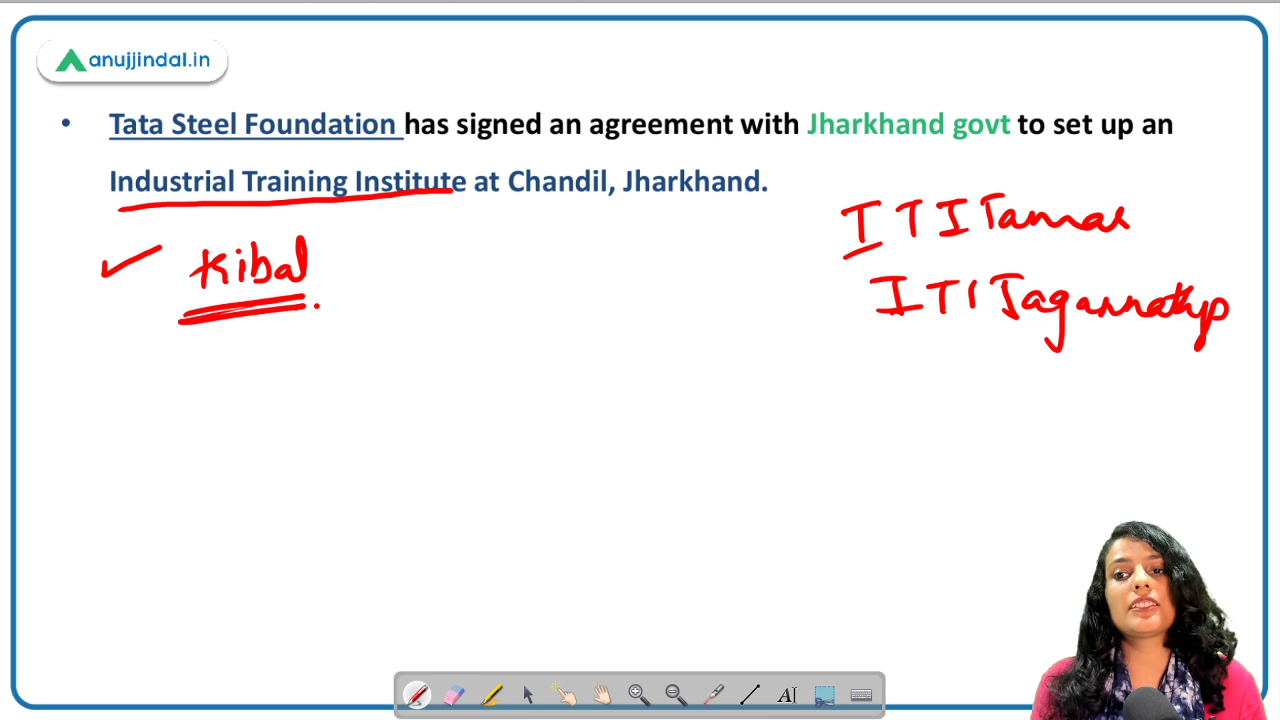 anujjindal.in
• Tata Steel Foundation has signed an agreement with Jharkhand govt to set up an
Industrial Training Institute at Chandil, Jharkhand.
ITI Tamar
Kibal
ITI Jagannathp
A